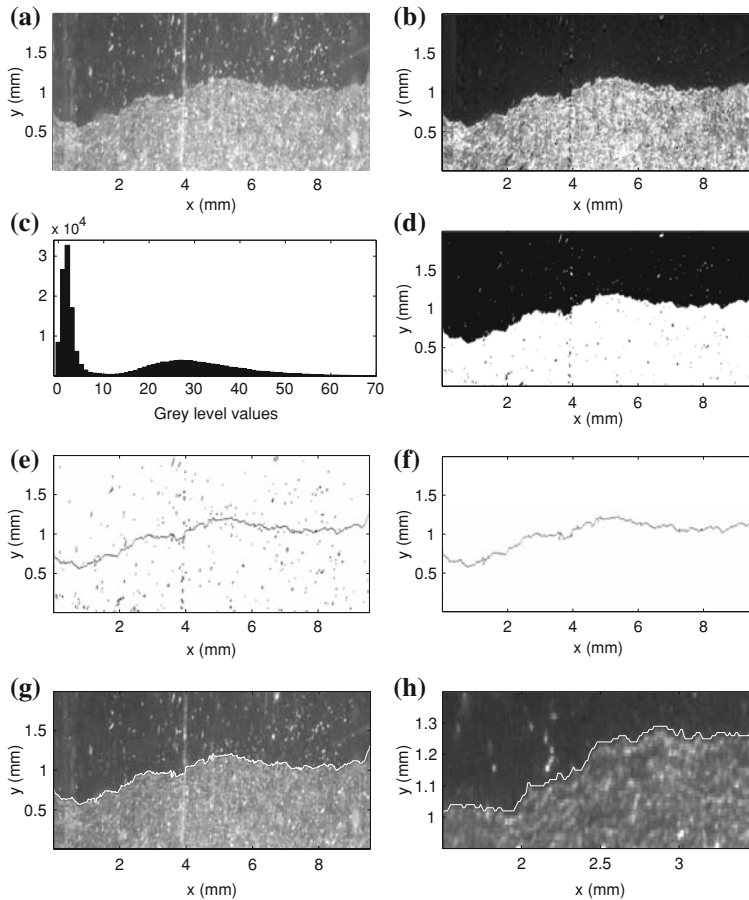 (a)
1.5
1
0.5
y (mm)
2 4 6 8
x (mm)
(b)
1.5
1
0.5
y (mm)
2 4 6 8
x (mm)
(c)
x 10⁴
3
2
1
0 10 20 30 40 50 60 70
Grey level values
(d)
1.5
1
0.5
y (mm)
2 4 6 8
x (mm)
(e)
1.5
1
0.5
y (mm)
2 4 6 8
x (mm)
(f)
1.5
1
0.5
y (mm)
2 4 6 8
x (mm)
(g)
1.5
1
0.5
y (mm)
2 4 6 8
x (mm)
(h)
1.3
1.2
1.1
1
y (mm)
2 2.5 3
x (mm)